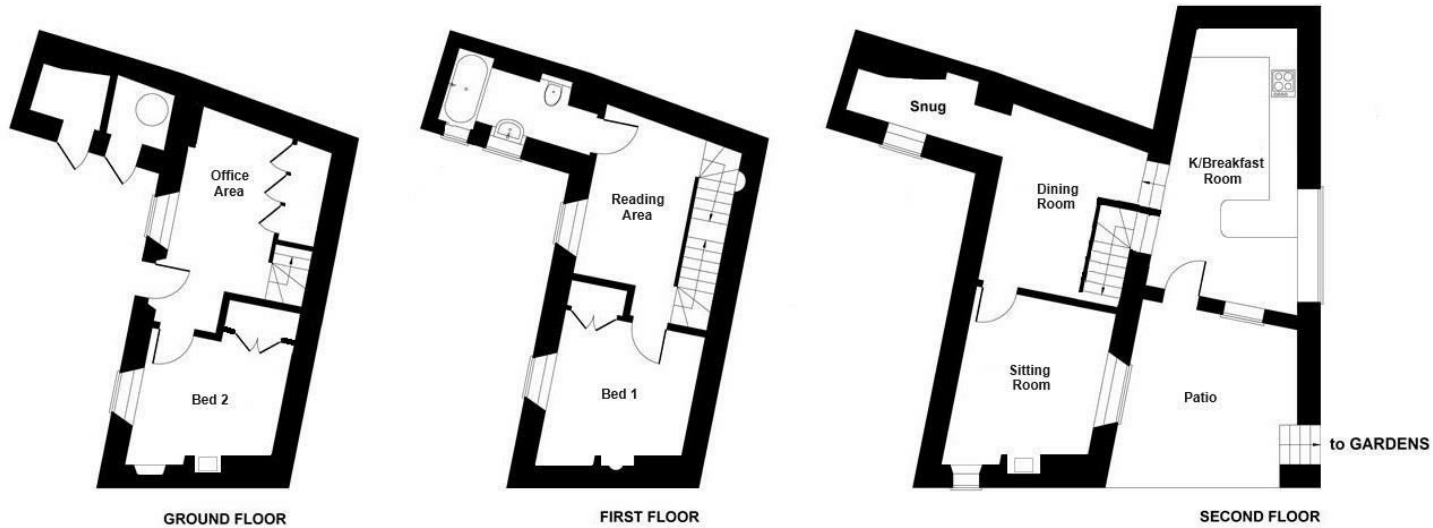 Office
Area
Bed 2
GROUND FLOOR
Reading
Area
Bed 1
FIRST FLOOR
Snug
K/Breakfast
Room
Dining
Room
Sitting
Room
Patio
to GARDENS
SECOND FLOOR